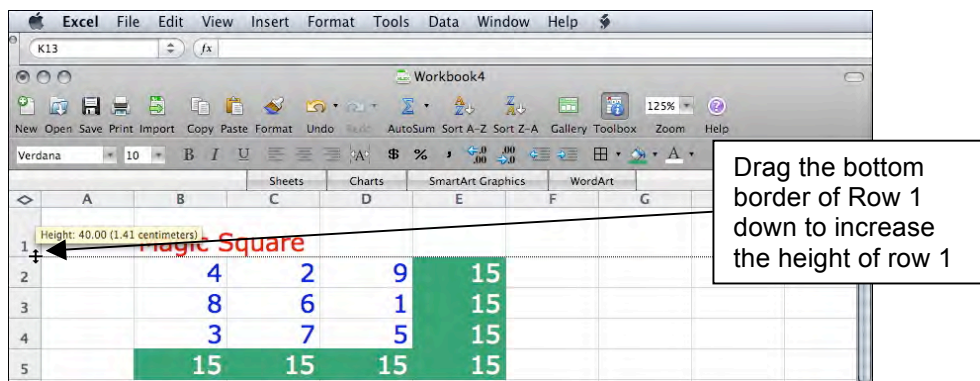 Excel File Edit View Insert Format Tools Data Window Help
K13 fx
Workbook4
125%
New Open Save Print Import Copy Paste Format Undo Redo AutoSum Sort A-Z Sort Z-A Gallery Toolbox Zoom Help
Verdana 10 B I U A $ % , .0 .00 .00 .0 A
Sheets Charts SmartArt Graphics WordArt
A B C D E F G
Height: 40.00 (1.41 centimeters)
1 Magic Square
2 4 2 9 15
3 8 6 1 15
4 3 7 5 15
5 15 15 15 15
Drag the bottom
border of Row 1
down to increase
the height of row 1